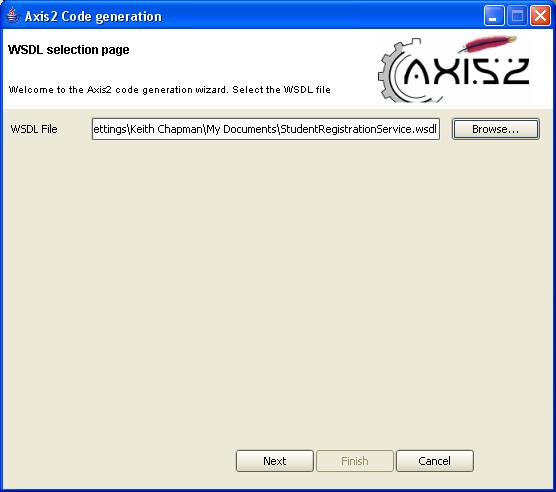 Axis2 Code generation
WSDL selection page
AXIS2
Welcome to the Axis2 code generation wizard. Select the WSDL file
WSDL File
ettings\Keith Chapman\My Documents\StudentRegistrationService.wsdl
Browse...
Next
Finish
Cancel